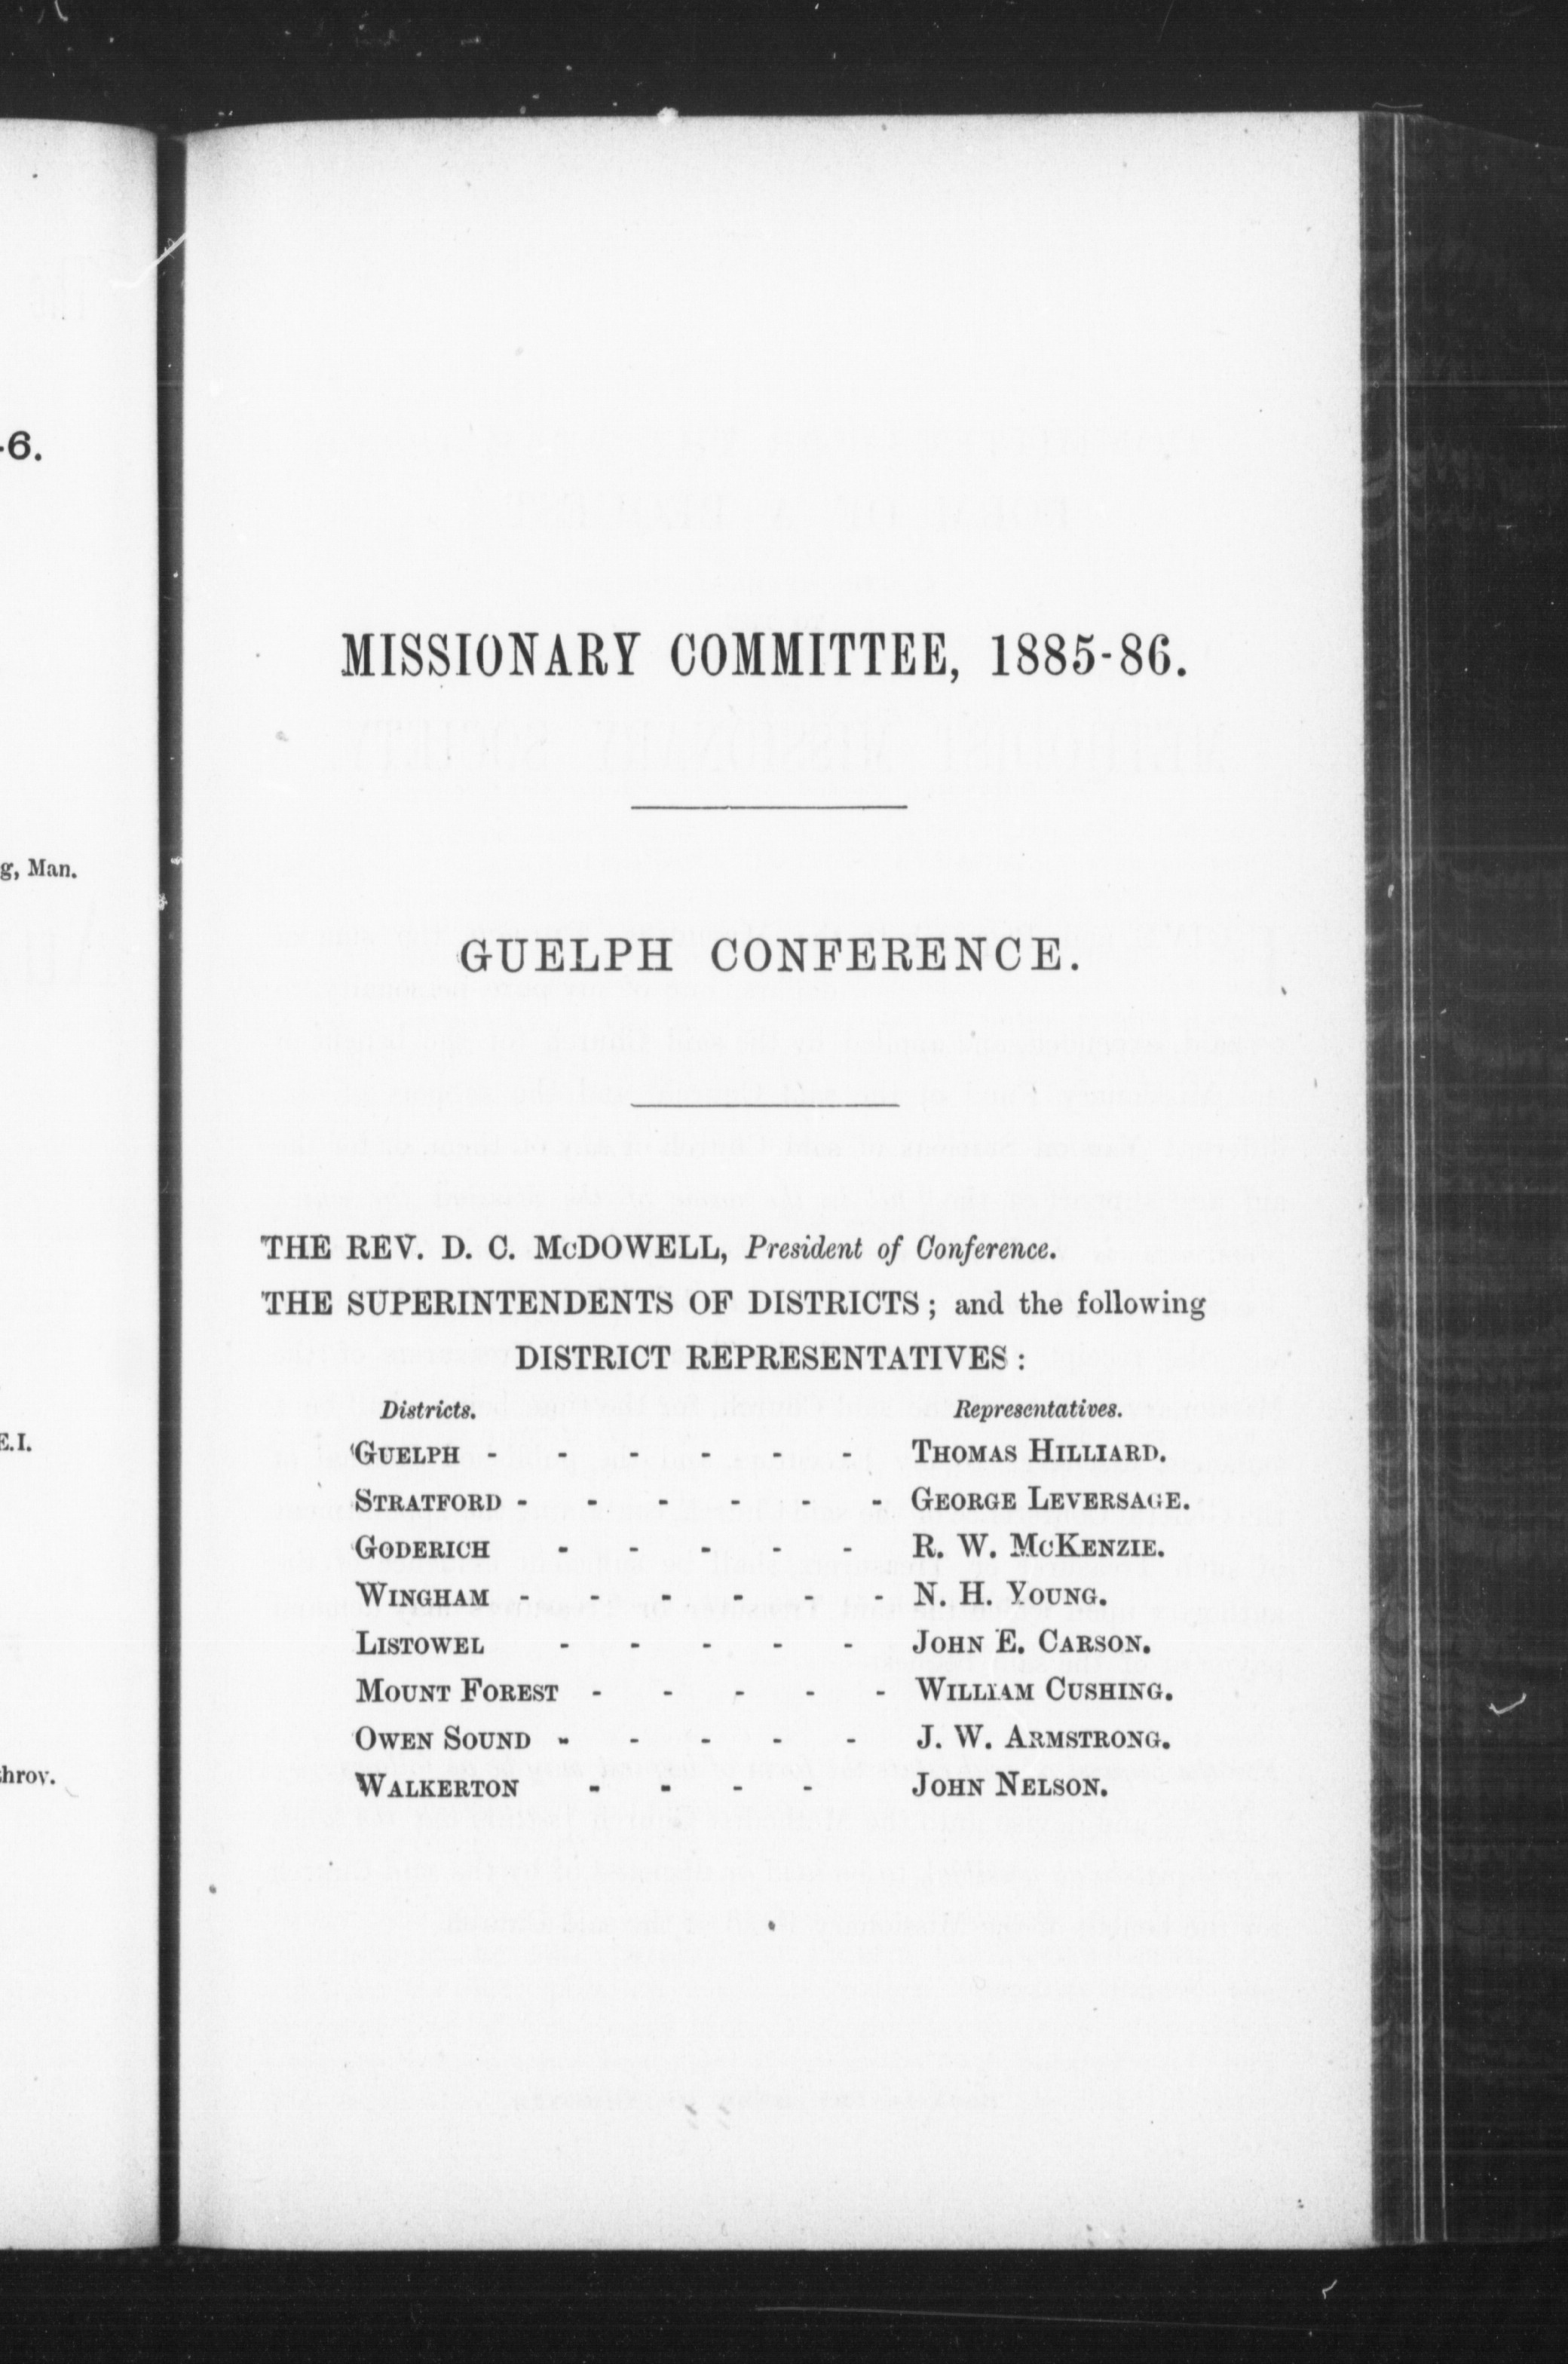 -6.
g, Man.
E.I.
hrov.
MISSIONARY COMMITTEE, 1885-86.
GUELPH CONFERENCE.
THE REV. D. C. McDOWELL, President of Conference.
THE SUPERINTENDENTS OF DISTRICTS; and the following
DISTRICT REPRESENTATIVES:
Districts. Representatives.
GUELPH - - - - - - THOMAS HILLIARD.
STRATFORD - - - - - - GEORGE LEVERSAGE.
GODERICH - - - - - R. W. McKENZIE.
WINGHAM - - - - - - N. H. YOUNG.
LISTOWEL - - - - - JOHN E. CARSON.
MOUNT FOREST - - - - - WILLIAM CUSHING.
OWEN SOUND - - - - - J. W. ARMSTRONG.
WALKERTON - - - - JOHN NELSON.